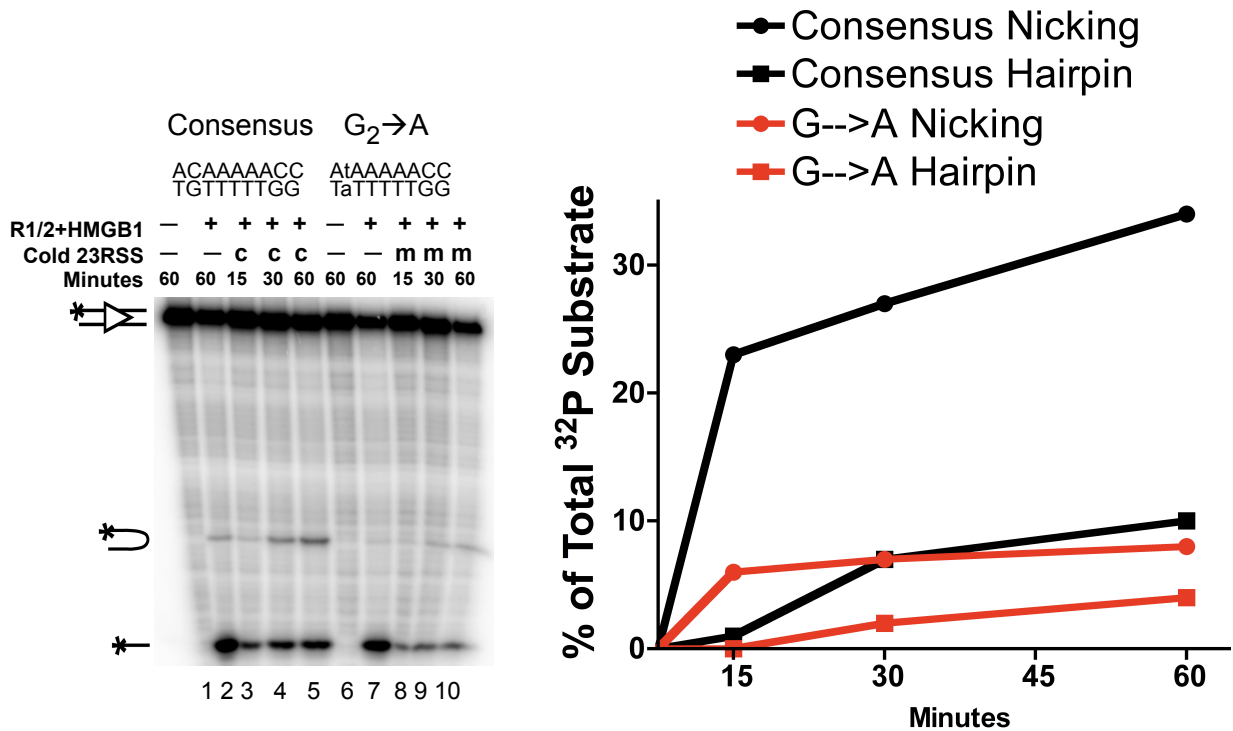 Consensus G2→A
ACAAAAACC AtAAAAACC
TGTTTTTGG TaTTTTTGG
R1/2+HMGB1 — + + + + — + + + +
Cold 23RSS — — c c c — — m m m
Minutes 60 60 15 30 60 60 60 15 30 60
*
*
*
1 2 3 4 5 6 7 8 9 10
Consensus Nicking
Consensus Hairpin
G-->A Nicking
G-->A Hairpin
% of Total 32P Substrate
30
20
10
0
15 30 45 60
Minutes